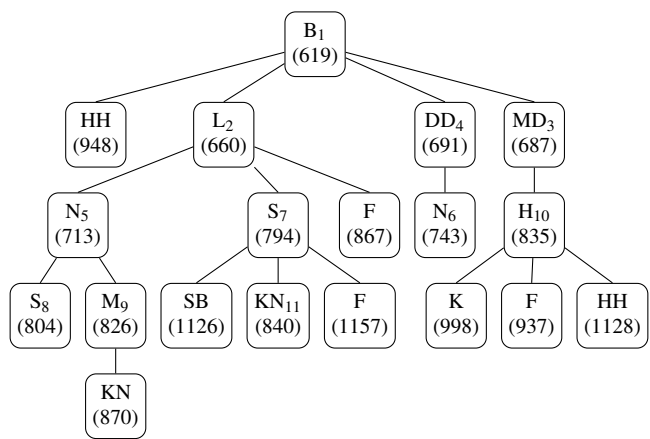 B₁
(619)
HH
(948)
L₂
(660)
DD₄
(691)
MD₃
(687)
N₅
(713)
S₇
(794)
F
(867)
N₆
(743)
H₁₀
(835)
S₈
(804)
M₉
(826)
SB
(1126)
KN₁₁
(840)
F
(1157)
K
(998)
F
(937)
HH
(1128)
KN
(870)